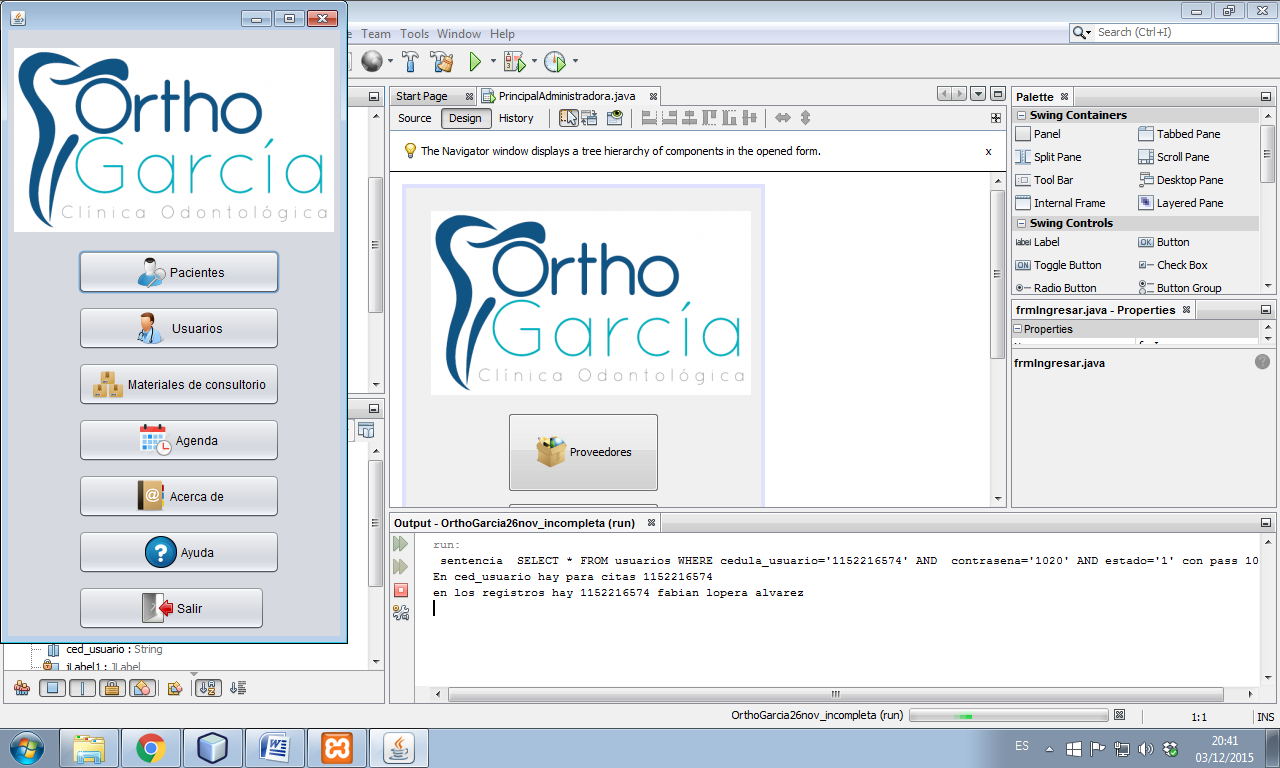 Ortho
García
Clínica Odontológica
Pacientes
Usuarios
Materiales de consultorio
Agenda
Acerca de
Ayuda
Salir
Team Tools Window Help
Search (Ctrl+I)
Start Page
PrincipalAdministradora.java
Source Design History
The Navigator window displays a tree hierarchy of components in the opened form.
x
Ortho
García
Clínica Odontológica
Proveedores
Palette
Swing Containers
Panel Tabbed Pane
Split Pane Scroll Pane
Tool Bar Desktop Pane
Internal Frame Layered Pane
Swing Controls
label Label OK Button
ON Toggle Button Check Box
Radio Button Button Group
frmIngresar.java - Properties
Properties
frmIngresar.java
Output - OrthoGarcia26nov_incompleta (run)
run:
sentencia SELECT * FROM usuarios WHERE cedula_usuario='1152216574' AND contrasena='1020' AND estado='1' con pass 10
En ced_usuario hay para citas 1152216574
en los registros hay 1152216574 fabian lopera alvarez
ced_usuario : String
jLabel1 : JLabel
OrthoGarcia26nov_incompleta (run)
1:1
INS
ES
20:41
03/12/2015